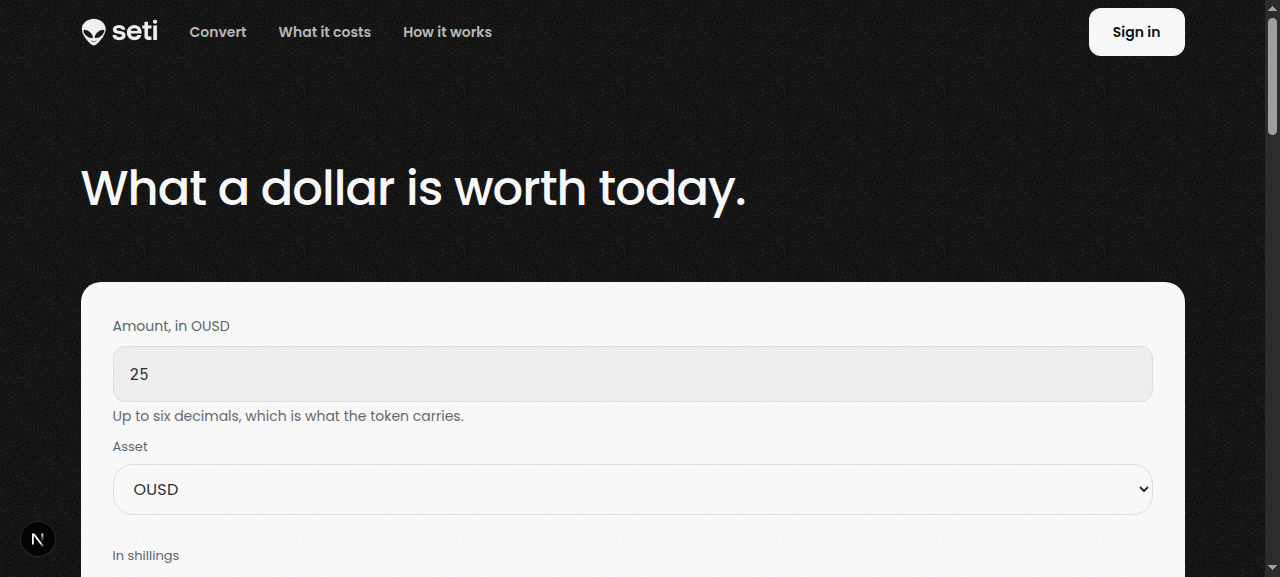 seti
Convert
What it costs
How it works
Sign in
What a dollar is worth today.
Amount, in OUSD
25
Up to six decimals, which is what the token carries.
Asset
OUSD
In shillings
N